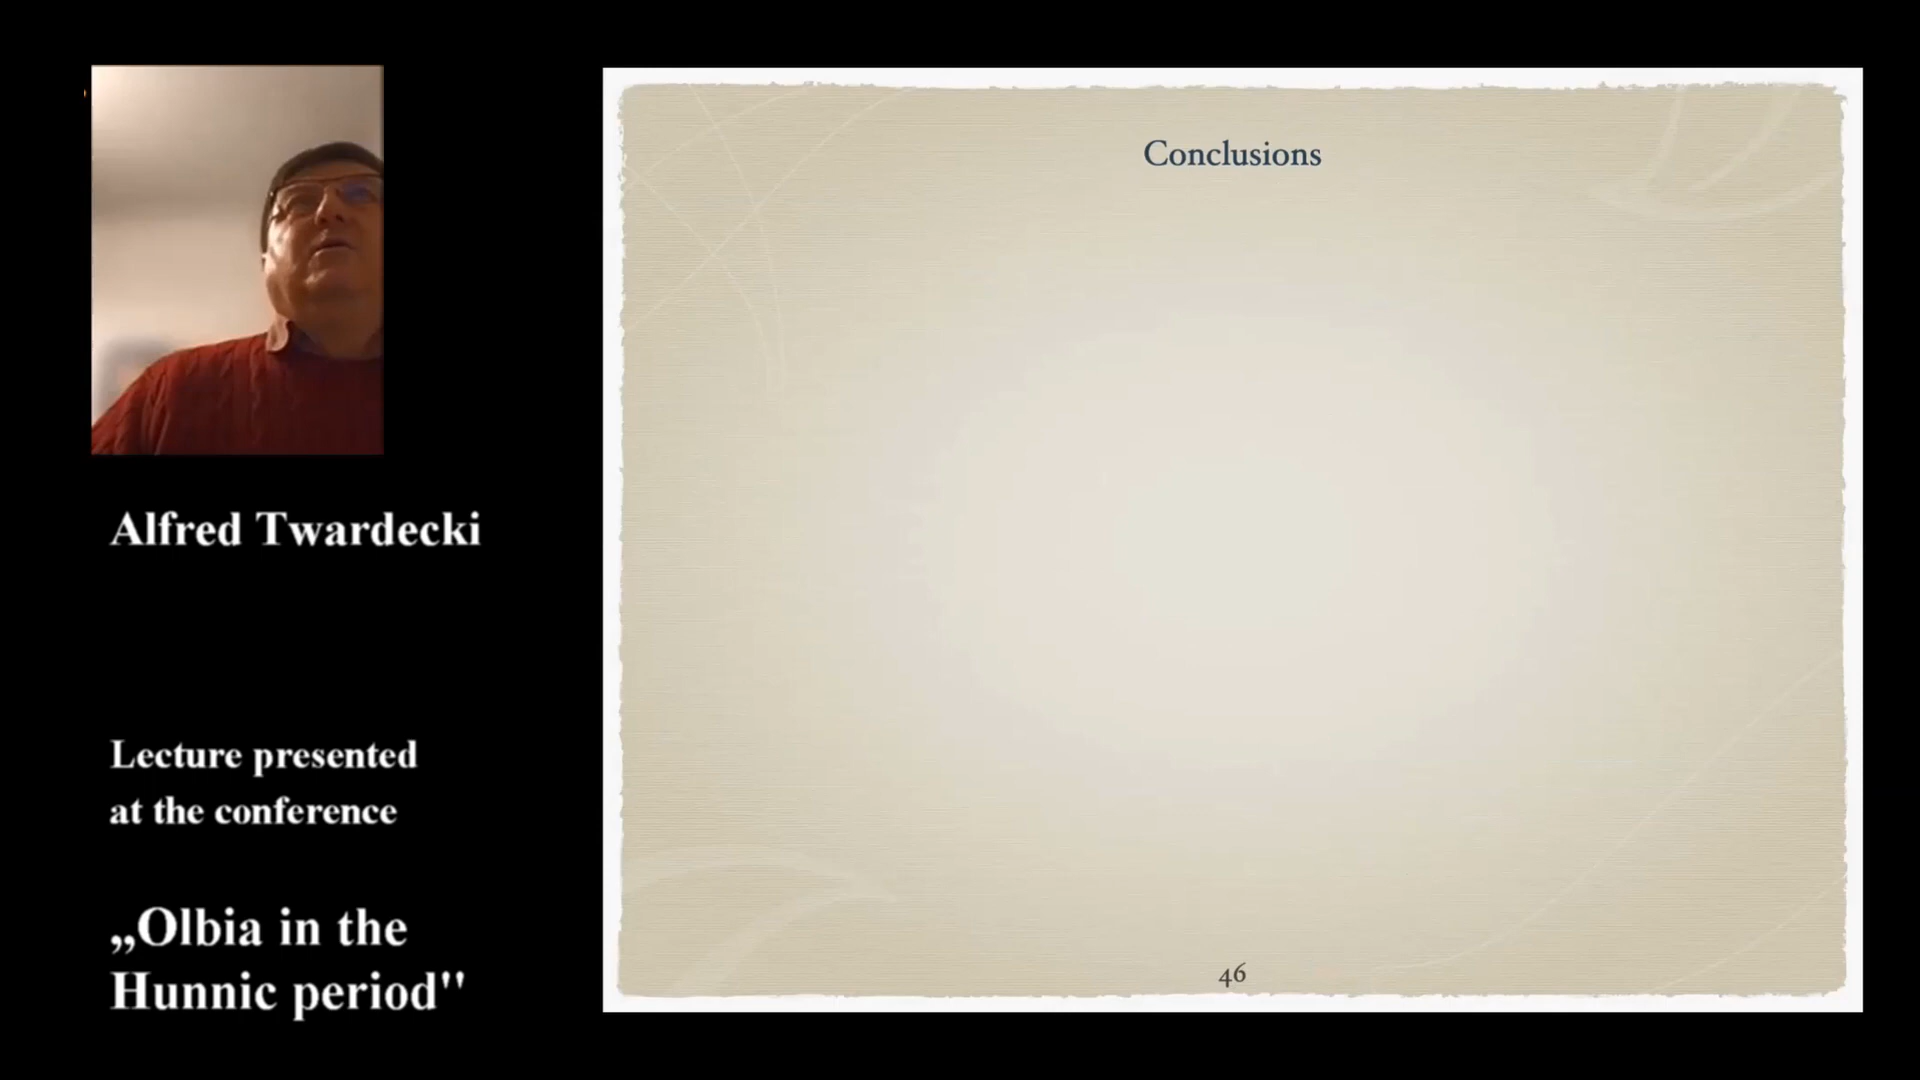 Alfred Twardecki
Lecture presented
at the conference
„Olbia in the
Hunnic period"
Conclusions
46